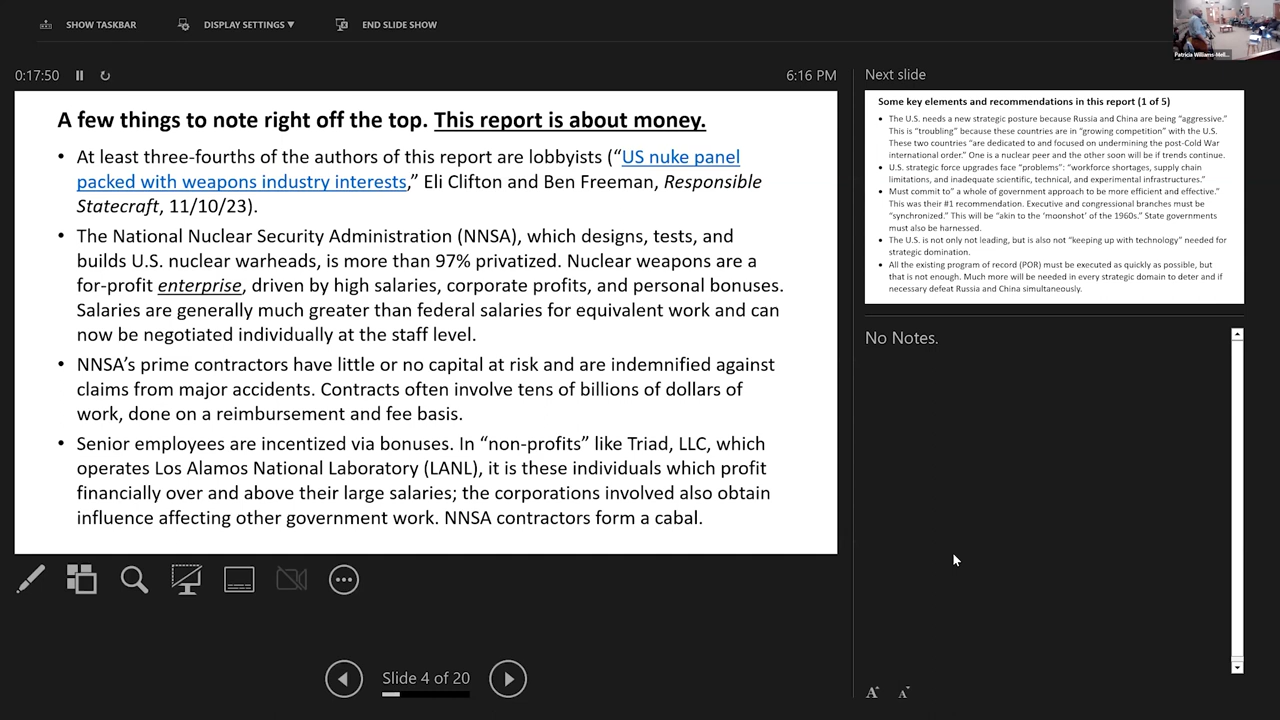 SHOW TASKBAR
DISPLAY SETTINGS ▼
END SLIDE SHOW
Patricia Williams-Mell...
0:17:50
6:16 PM
A few things to note right off the top. This report is about money.
• At least three-fourths of the authors of this report are lobbyists (“US nuke panel
packed with weapons industry interests,” Eli Clifton and Ben Freeman, Responsible
Statecraft, 11/10/23).
• The National Nuclear Security Administration (NNSA), which designs, tests, and
builds U.S. nuclear warheads, is more than 97% privatized. Nuclear weapons are a
for-profit enterprise, driven by high salaries, corporate profits, and personal bonuses.
Salaries are generally much greater than federal salaries for equivalent work and can
now be negotiated individually at the staff level.
• NNSA’s prime contractors have little or no capital at risk and are indemnified against
claims from major accidents. Contracts often involve tens of billions of dollars of
work, done on a reimbursement and fee basis.
• Senior employees are incentized via bonuses. In “non-profits” like Triad, LLC, which
operates Los Alamos National Laboratory (LANL), it is these individuals which profit
financially over and above their large salaries; the corporations involved also obtain
influence affecting other government work. NNSA contractors form a cabal.
Slide 4 of 20
Next slide
Some key elements and recommendations in this report (1 of 5)
• The U.S. needs a new strategic posture because Russia and China are being “aggressive.”
This is “troubling” because these countries are in “growing competition” with the U.S.
These two countries “are dedicated to and focused on undermining the post-Cold War
international order.” One is a nuclear peer and the other soon will be if trends continue.
• U.S. strategic force upgrades face “problems”: “workforce shortages, supply chain
limitations, and inadequate scientific, technical, and experimental infrastructures.”
• Must commit to” a whole of government approach to be more efficient and effective.”
This was their #1 recommendation. Executive and congressional branches must be
“synchronized.” This will be “akin to the ‘moonshot’ of the 1960s.” State governments
must also be harnessed.
• The U.S. is not only not leading, but is also not “keeping up with technology” needed for
strategic domination.
• All the existing program of record (POR) must be executed as quickly as possible, but
that is not enough. Much more will be needed in every strategic domain to deter and if
necessary defeat Russia and China simultaneously.
No Notes.
A A